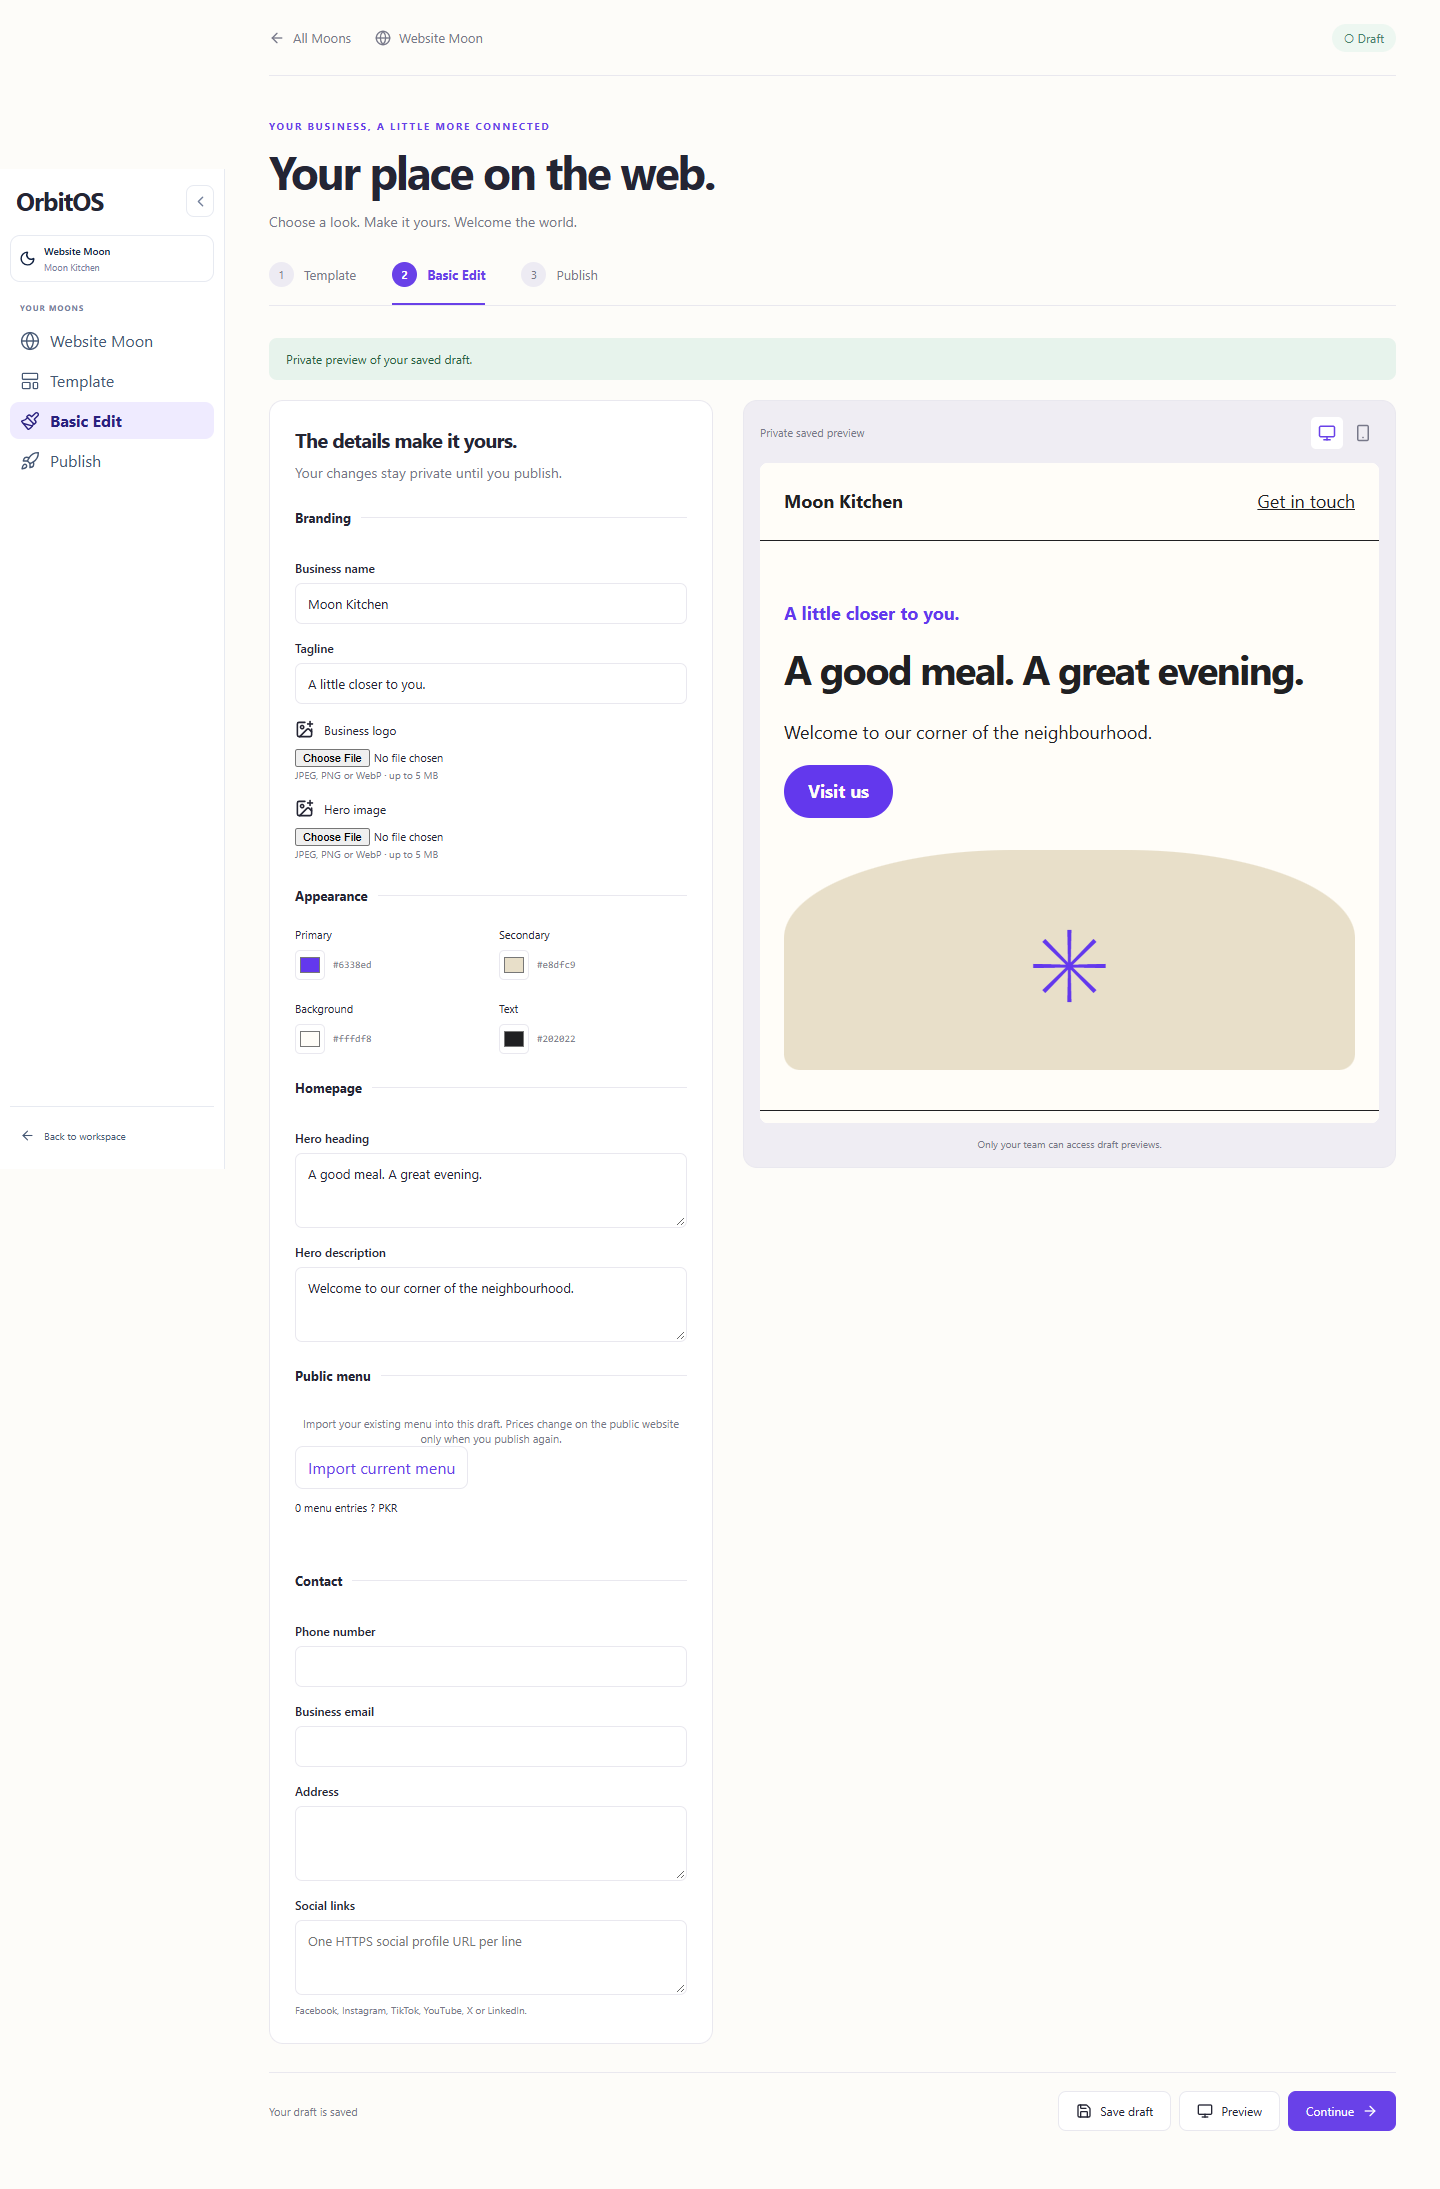 All Moons
Website Moon
Draft
YOUR BUSINESS, A LITTLE MORE CONNECTED
Your place on the web.
Choose a look. Make it yours. Welcome the world.
1 Template
2 Basic Edit
3 Publish
OrbitOS
Website Moon
Moon Kitchen
YOUR MOONS
Website Moon
Template
Basic Edit
Publish
Back to workspace
Private preview of your saved draft.
The details make it yours.
Your changes stay private until you publish.
Branding
Business name
Moon Kitchen
Tagline
A little closer to you.
Business logo
Choose File No file chosen
JPEG, PNG or WebP · up to 5 MB
Hero image
Choose File No file chosen
JPEG, PNG or WebP · up to 5 MB
Appearance
Primary
#6338ed
Secondary
#e8dfc9
Background
#fffdf8
Text
#202022
Homepage
Hero heading
A good meal. A great evening.
Hero description
Welcome to our corner of the neighbourhood.
Public menu
Import your existing menu into this draft. Prices change on the public website
only when you publish again.
Import current menu
0 menu entries ? PKR
Contact
Phone number
Business email
Address
Social links
One HTTPS social profile URL per line
Facebook, Instagram, TikTok, YouTube, X or LinkedIn.
Private saved preview
Moon Kitchen
Get in touch
A little closer to you.
A good meal. A great evening.
Welcome to our corner of the neighbourhood.
Visit us
Only your team can access draft previews.
Your draft is saved
Save draft
Preview
Continue